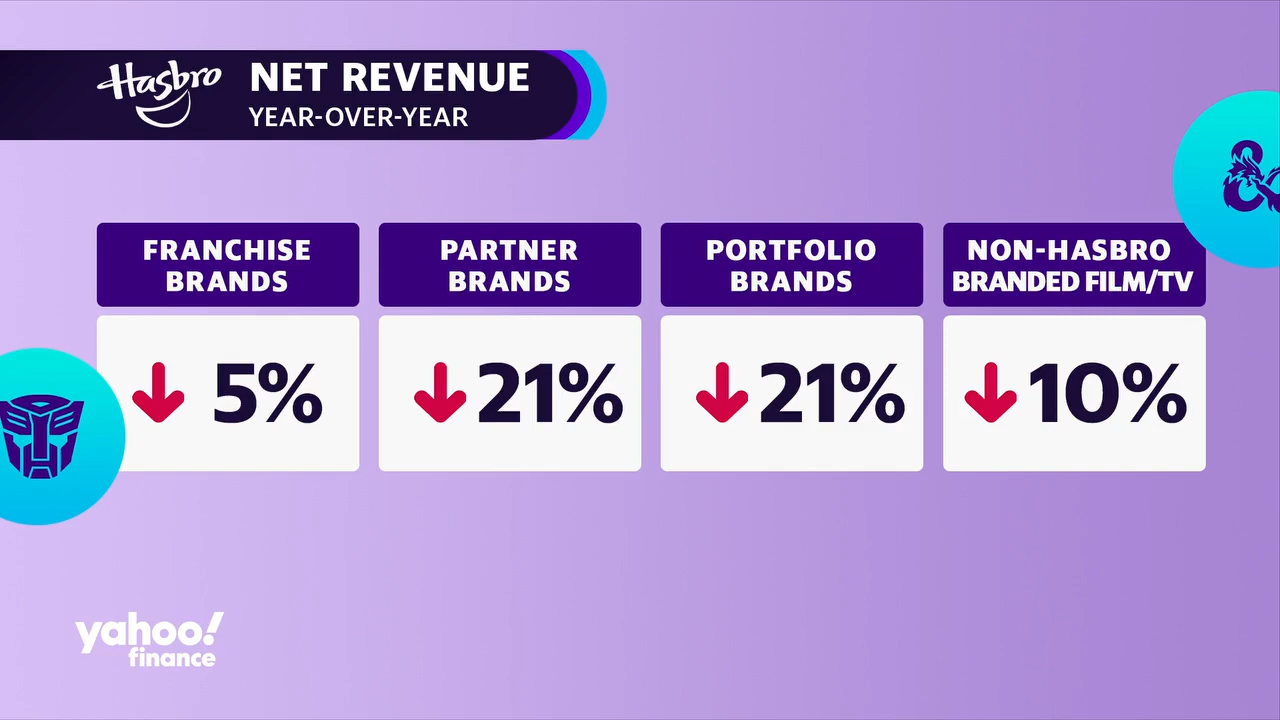 Hasbro
NET REVENUE
YEAR-OVER-YEAR
FRANCHISE
BRANDS
PARTNER
BRANDS
PORTFOLIO
BRANDS
NON-HASBRO
BRANDED FILM/TV
5%
21%
21%
10%
yahoo!
finance